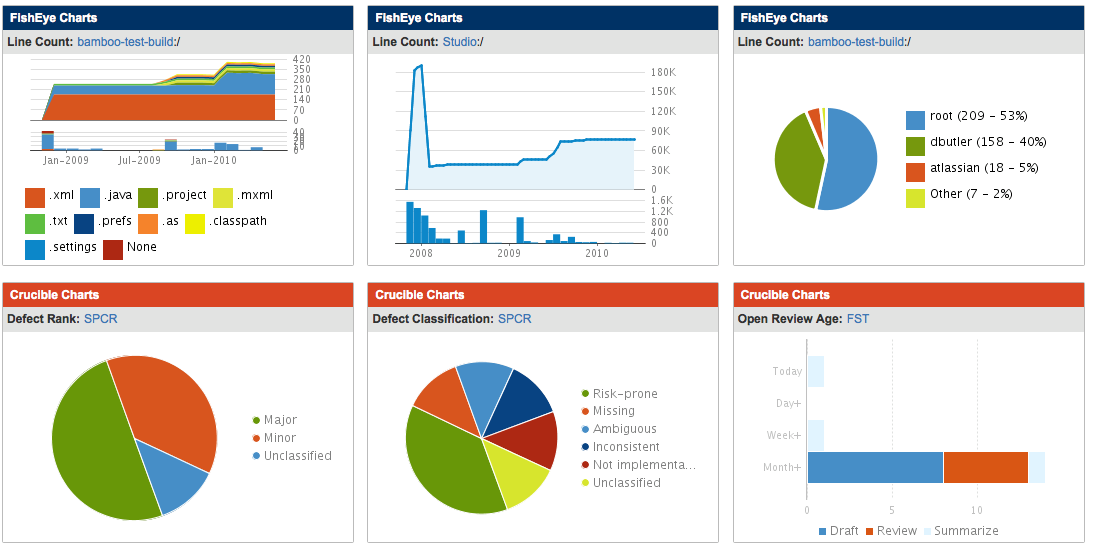 FishEye Charts
Line Count: bamboo-test-build:/
420
350
280
210
140
70
0
40
30
20
10
0
Jan-2009 Jul-2009 Jan-2010
.xml .java .project .mxml
.txt .prefs .as .classpath
.settings None
FishEye Charts
Line Count: Studio:/
180K
150K
120K
90K
60K
30K
0
1.6K
1.2K
800
400
0
2008 2009 2010
FishEye Charts
Line Count: bamboo-test-build:/
root (209 - 53%)
dbutler (158 - 40%)
atlassian (18 - 5%)
Other (7 - 2%)
Crucible Charts
Defect Rank: SPCR
Major
Minor
Unclassified
Crucible Charts
Defect Classification: SPCR
Risk-prone
Missing
Ambiguous
Inconsistent
Not implementa...
Unclassified
Crucible Charts
Open Review Age: FST
Today
Day+
Week+
Month+
0 5 10
Draft Review Summarize